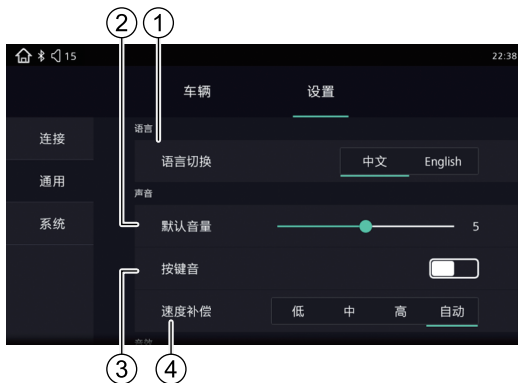 ② ①
15 22:38
车辆 设置
连接
通用
系统
语言
语言切换 中文 English
声音
默认音量 5
按键音
速度补偿 低 中 高 自动
音效
③ ④